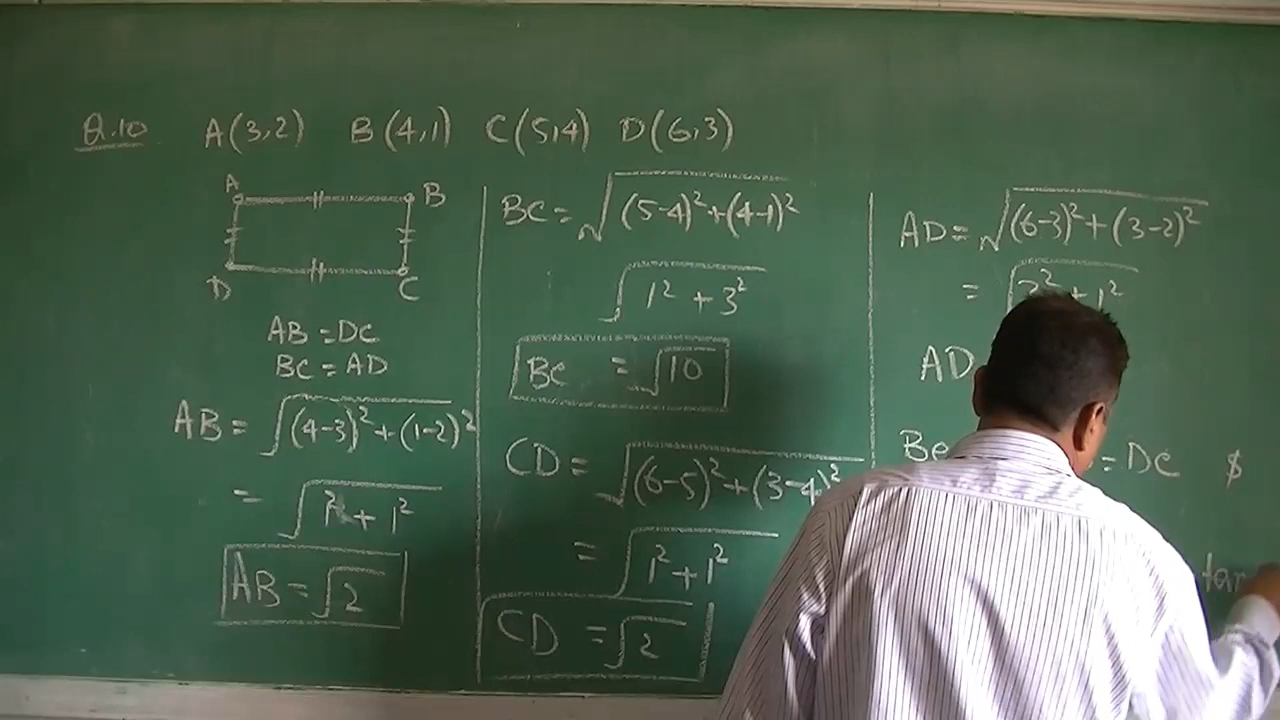 Q.10 A(3,2) B(4,1) C(5,4) D(6,3)
A B
D C
AB = DC
BC = AD
AB = √(4-3)²+(1-2)²
= √1²+1²
AB = √2
BC = √(5-4)²+(4-1)²
√1²+3²
BC = √10
CD = √(6-5)²+(3-4)²
= √1²+1²
CD = √2
AD = √(6-3)²+(3-2)²
= √3²+1²
AD
= DC $